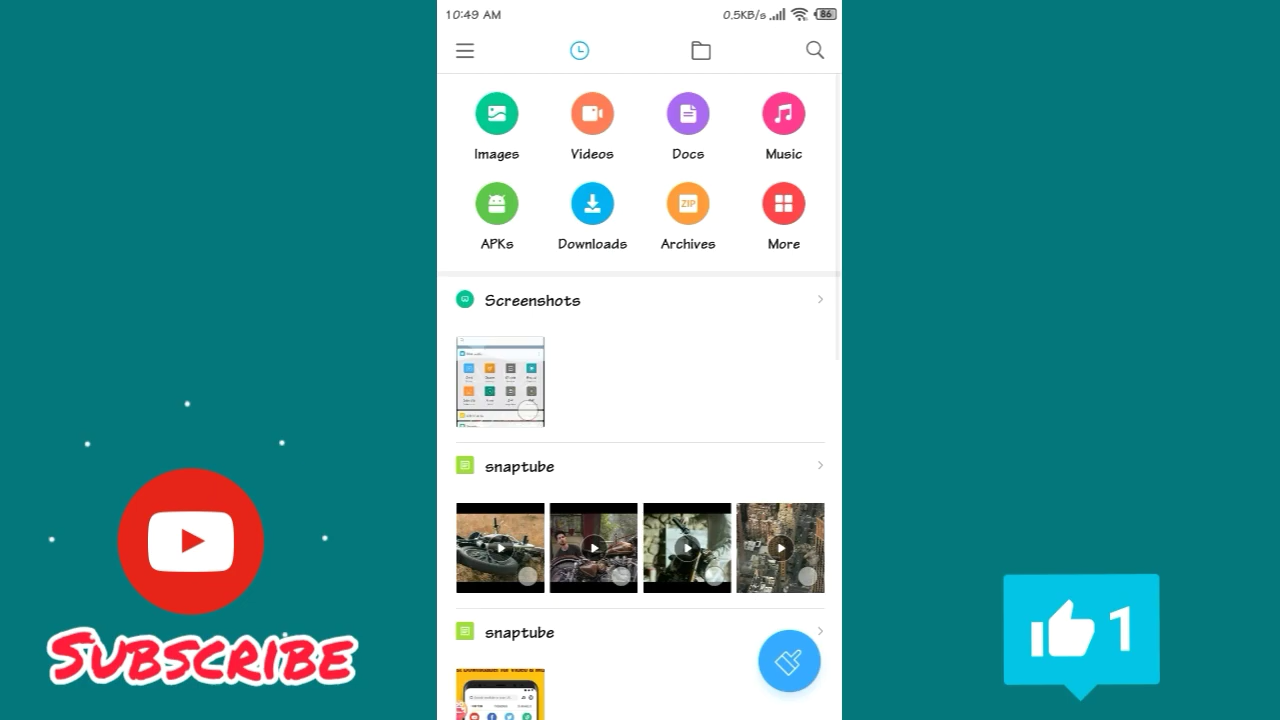 10:49 AM 0.5KB/s 86
Images Videos Docs Music
APKs Downloads ZIP Archives More
Screenshots
snaptube
snaptube
SUBSCRIBE
1